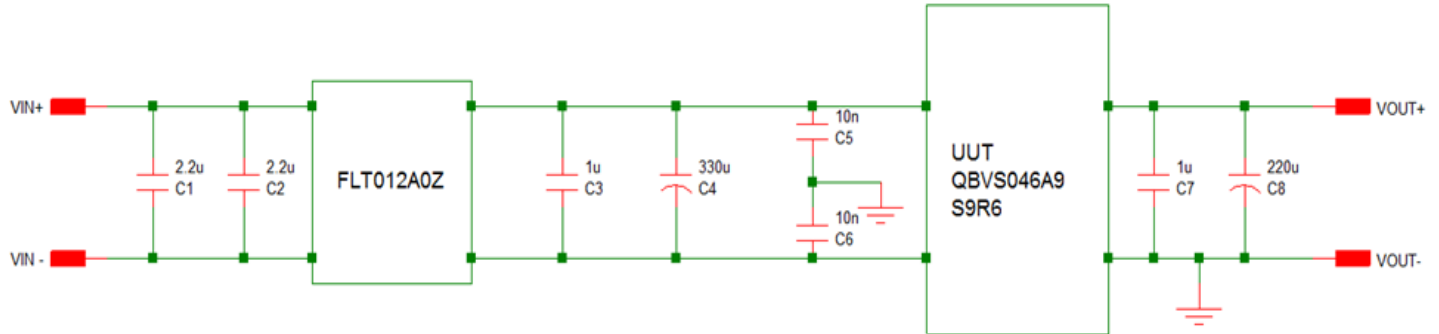 VIN+
2.2u
C1
2.2u
C2
FLT012A0Z
1u
C3
330u
C4
10n
C5
10n
C6
UUT
QBVS046A9
S9R6
1u
C7
220u
C8
VOUT+
VIN -
VOUT-